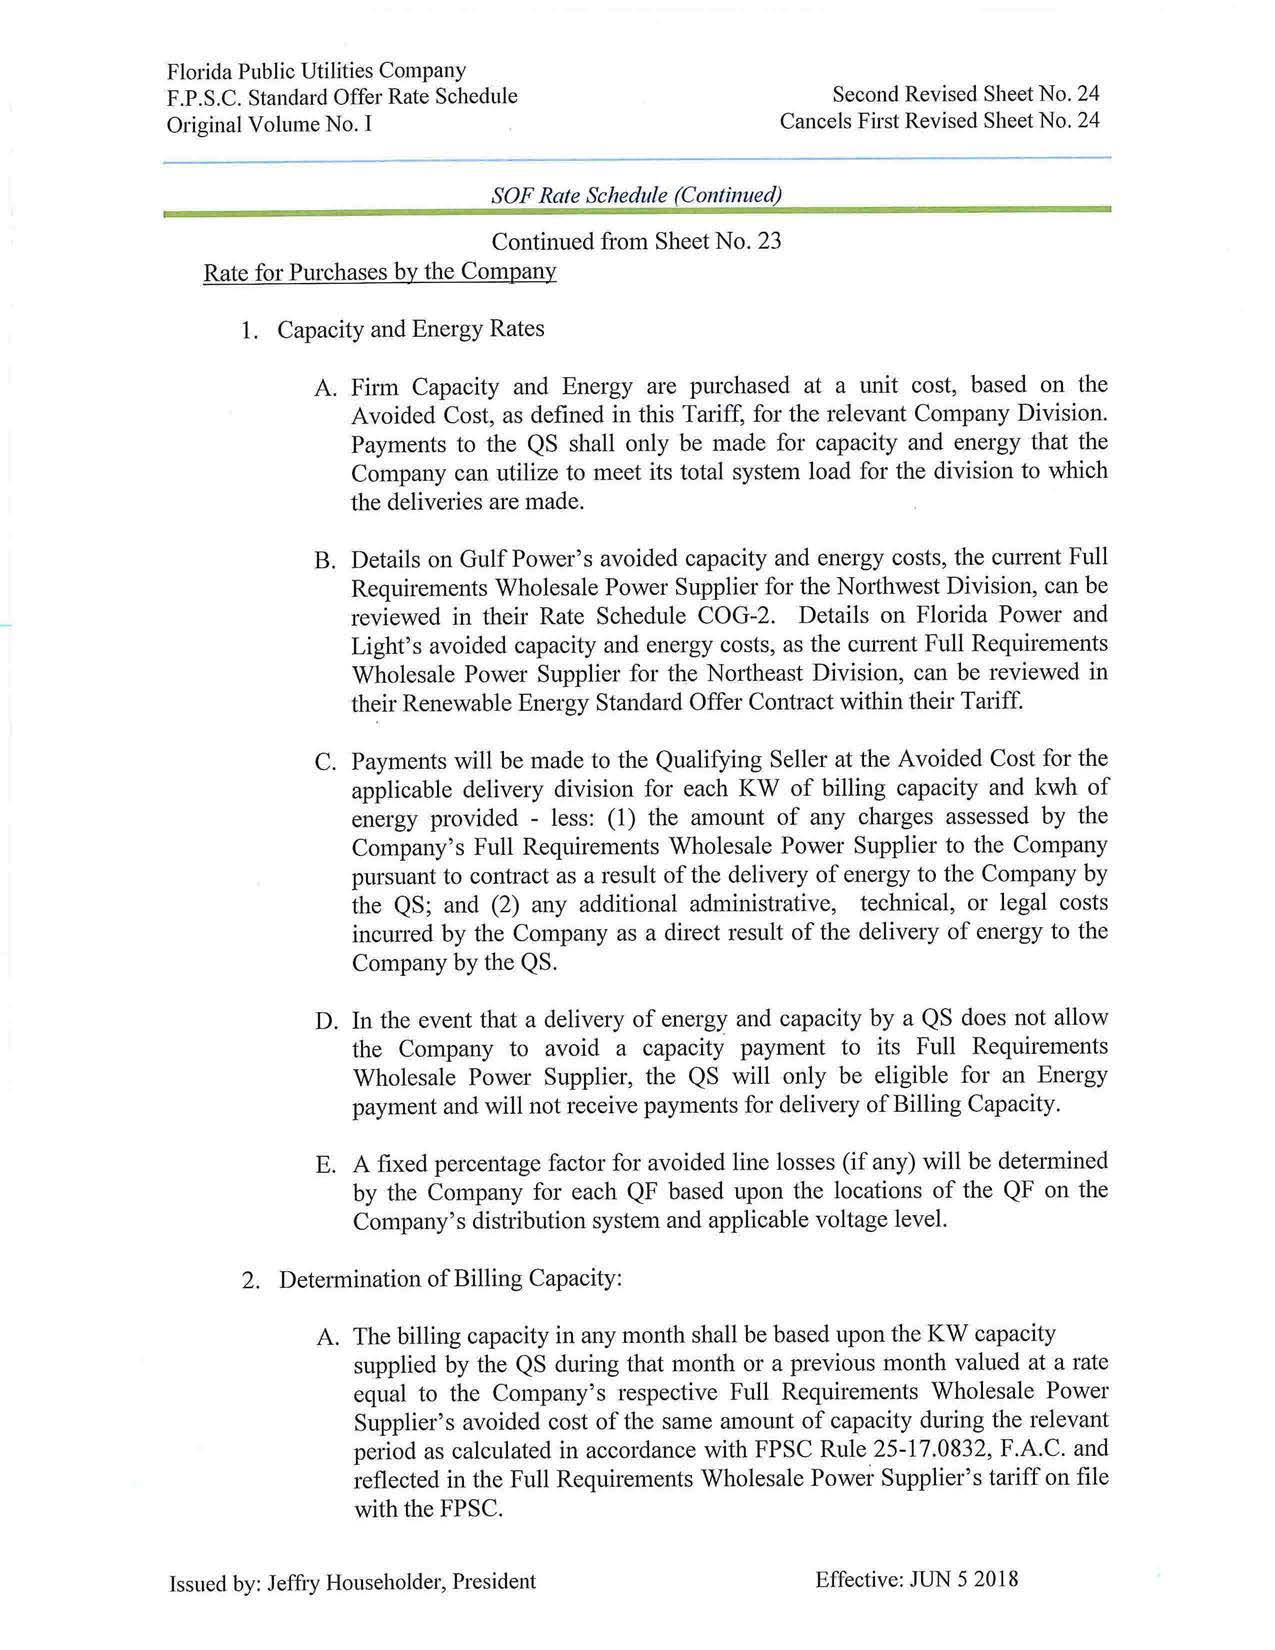 Florida Public Utilities Company
F.P.S.C. Standard Offer Rate Schedule
Original Volume No. I
Second Revised Sheet No. 24
Cancels First Revised Sheet No. 24
SOF Rate Schedule (Continued)
Continued from Sheet No. 23
Rate for Purchases by the Company
1. Capacity and Energy Rates
A. Firm Capacity and Energy are purchased at a unit cost, based on the
Avoided Cost, as defined in this Tariff, for the relevant Company Division.
Payments to the QS shall only be made for capacity and energy that the
Company can utilize to meet its total system load for the division to which
the deliveries are made.
B. Details on Gulf Power's avoided capacity and energy costs, the current Full
Requirements Wholesale Power Supplier for the Northwest Division, can be
reviewed in their Rate Schedule COG-2. Details on Florida Power and
Light's avoided capacity and energy costs, as the current Full Requirements
Wholesale Power Supplier for the Northeast Division, can be reviewed in
their Renewable Energy Standard Offer Contract within their Tariff.
C. Payments will be made to the Qualifying Seller at the Avoided Cost for the
applicable delivery division for each KW of billing capacity and kwh of
energy provided - less: (1) the amount of any charges assessed by the
Company's Full Requirements Wholesale Power Supplier to the Company
pursuant to contract as a result of the delivery of energy to the Company by
the QS; and (2) any additional administrative, technical, or legal costs
incurred by the Company as a direct result of the delivery of energy to the
Company by the QS.
D. In the event that a delivery of energy and capacity by a QS does not allow
the Company to avoid a capacity payment to its Full Requirements
Wholesale Power Supplier, the QS will only be eligible for an Energy
payment and will not receive payments for delivery of Billing Capacity.
E. A fixed percentage factor for avoided line losses (if any) will be determined
by the Company for each QF based upon the locations of the QF on the
Company's distribution system and applicable voltage level.
2. Determination of Billing Capacity:
A. The billing capacity in any month shall be based upon the KW capacity
supplied by the QS during that month or a previous month valued at a rate
equal to the Company's respective Full Requirements Wholesale Power
Supplier's avoided cost of the same amount of capacity during the relevant
period as calculated in accordance with FPSC Rule 25-17.0832, F.A.C. and
reflected in the Full Requirements Wholesale Power Supplier's tariff on file
with the FPSC.
Issued by: Jeffry Householder, President
Effective: JUN 5 2018